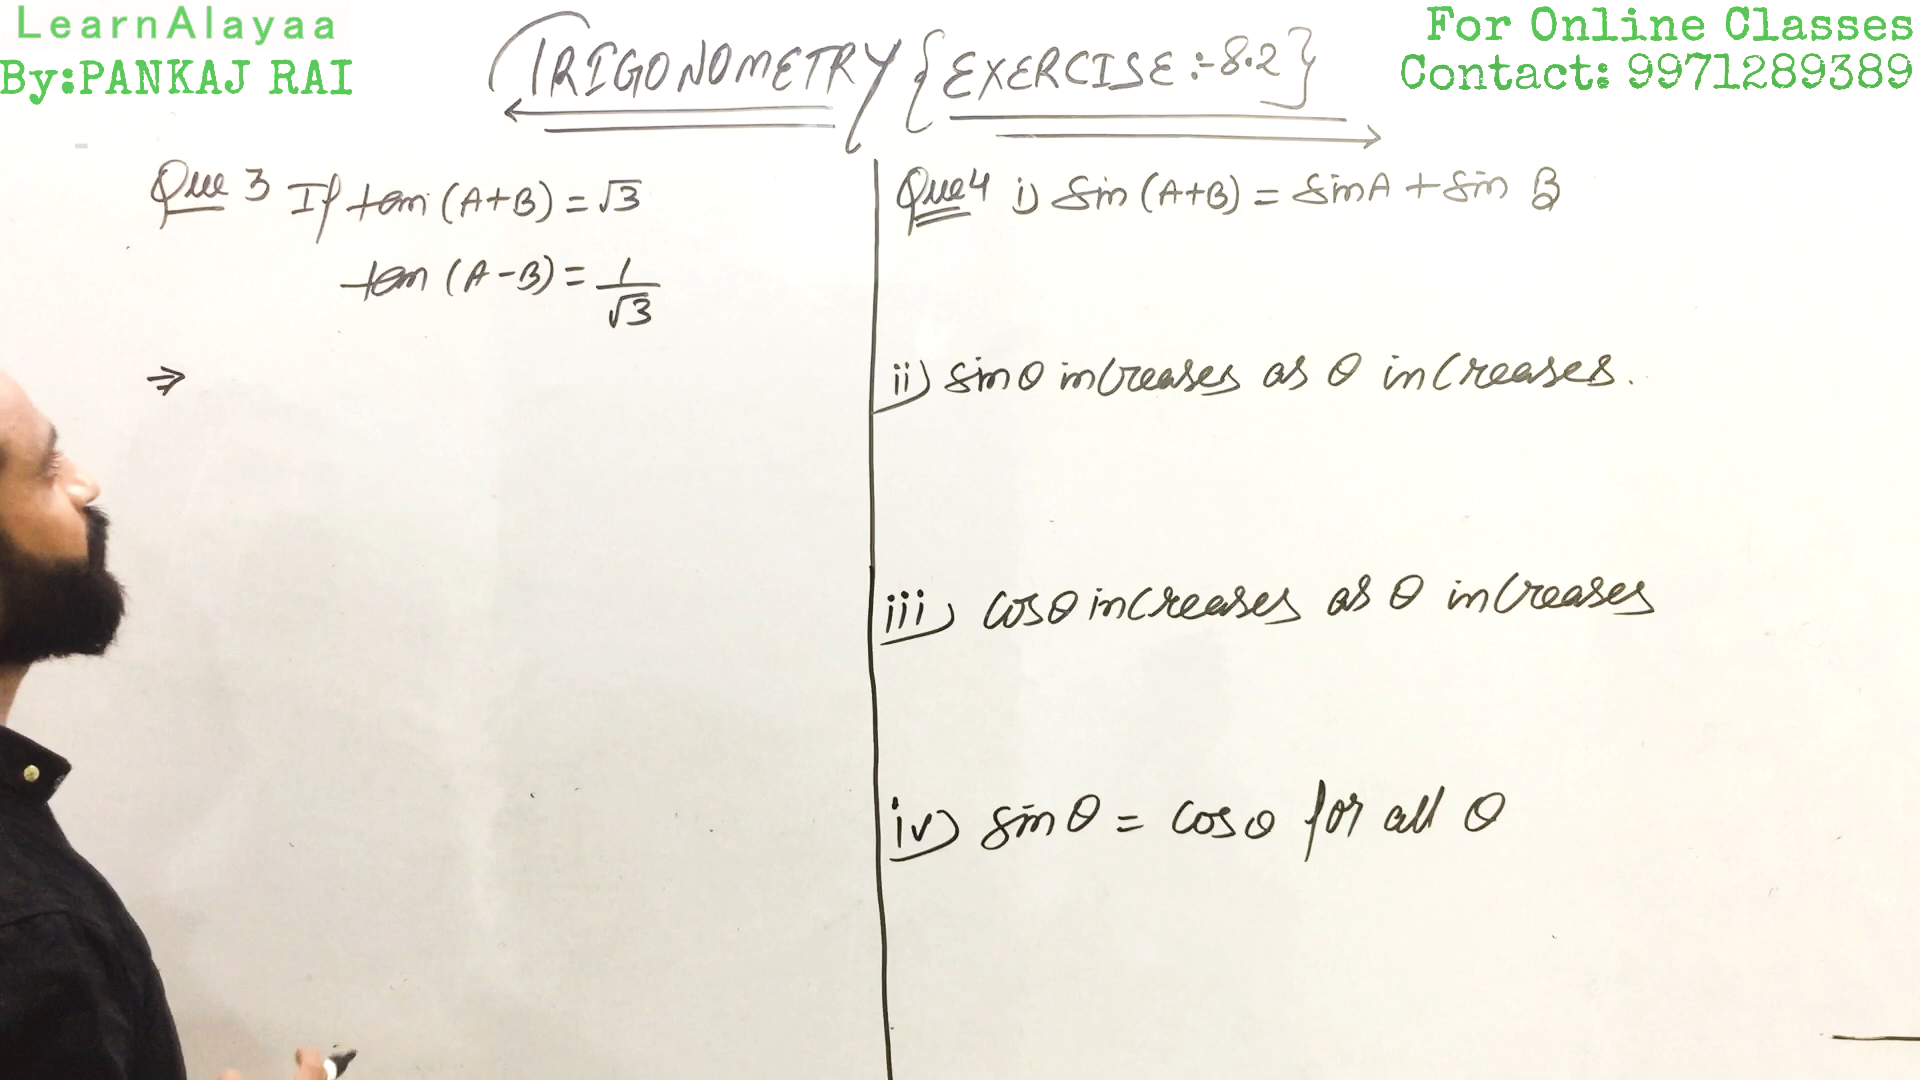 LearnAlayaa
By:PANKAJ RAI
TRIGONOMETRY {EXERCISE:-8.2}
For Online Classes
Contact: 9971289389
Que 3 If tan (A+B) = √3
tan (A-B) = 1/√3
⇒
Que 4 i) Sin (A+B) = SinA + Sin B
ii) sinθ increases as θ increases.
iii) cosθ increases as θ increases
iv) sinθ = cosθ for all θ